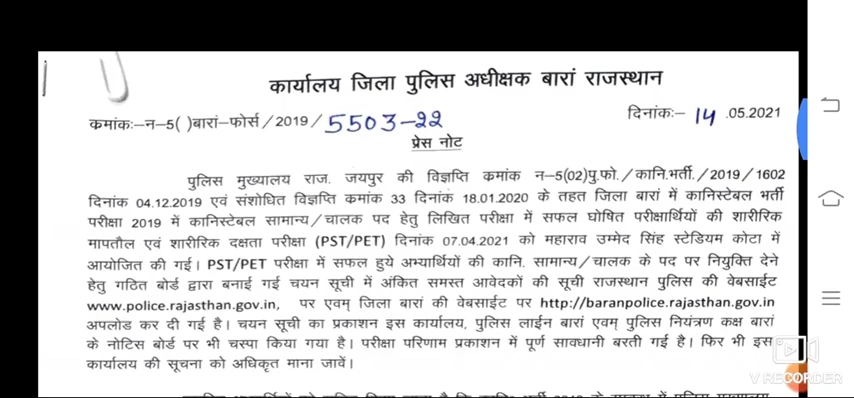 कार्यालय जिला पुलिस अधीक्षक बारां राजस्थान
क्रमांकः–न–5( )बारां–फोर्स/2019/5503-22 दिनांकः– 14 .05.2021
प्रेस नोट
पुलिस मुख्यालय राज. जयपुर की विज्ञप्ति कमांक न–5(02)पु.फो./कानि.भर्ती./2019/1602
दिनांक 04.12.2019 एवं संशोधित विज्ञप्ति कमांक 33 दिनांक 18.01.2020 के तहत जिला बारां में कानिस्टेबल भर्ती
परीक्षा 2019 में कानिस्टेबल सामान्य/चालक पद हेतु लिखित परीक्षा में सफल घोषित परीक्षार्थियों की शारीरिक
मापतौल एवं शारीरिक दक्षता परीक्षा (PST/PET) दिनांक 07.04.2021 को महाराव उम्मेद सिंह स्टेडियम कोटा में
आयोजित की गई। PST/PET परीक्षा में सफल हुये अभ्यार्थियों की कानि. सामान्य/चालक के पद पर नियुक्ति देने
हेतु गठित बोर्ड द्वारा बनाई गई चयन सूची में अंकित समस्त आवेदकों की सूची राजस्थान पुलिस की वेबसाईट
www.police.rajasthan.gov.in, पर एवम् जिला बारां की वेबसाईट पर http://baranpolice.rajasthan.gov.in
अपलोड कर दी गई है। चयन सूची का प्रकाशन इस कार्यालय, पुलिस लाईन बारां एवम् पुलिस नियंत्रण कक्ष बारां
के नोटिस बोर्ड पर भी चस्पा किया गया है। परीक्षा परिणाम प्रकाशन में पूर्ण सावधानी बरती गई है। फिर भी इस
कार्यालय की सूचना को अधिकृत माना जावें।
V RECORDER